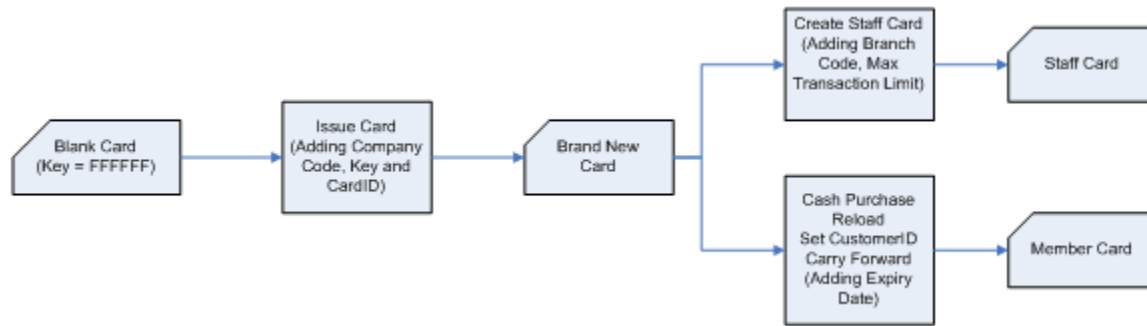 Blank Card
(Key = FFFFFF)
Issue Card
(Adding Company
Code, Key and
CardID)
Brand New
Card
Create Staff Card
(Adding Branch
Code, Max
Transaction Limit)
Staff Card
Cash Purchase
Reload
Set CustomerID
Carry Forward
(Adding Expiry
Date)
Member Card